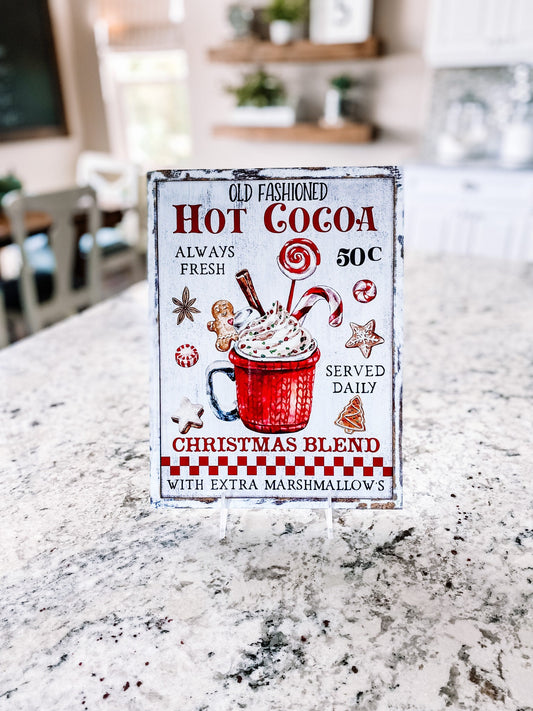 OLD FASHIONED
HOT COCOA
ALWAYS
FRESH
50C
SERVED
DAILY
CHRISTMAS BLEND
WITH EXTRA MARSHMALLOW'S